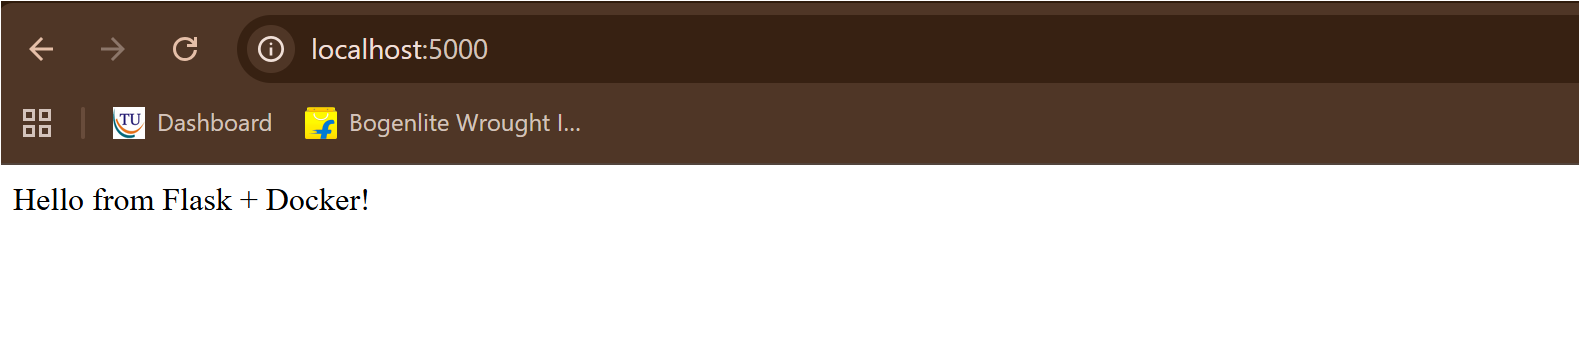 localhost:5000
TU Dashboard Bogenlite Wrought I...
Hello from Flask + Docker!